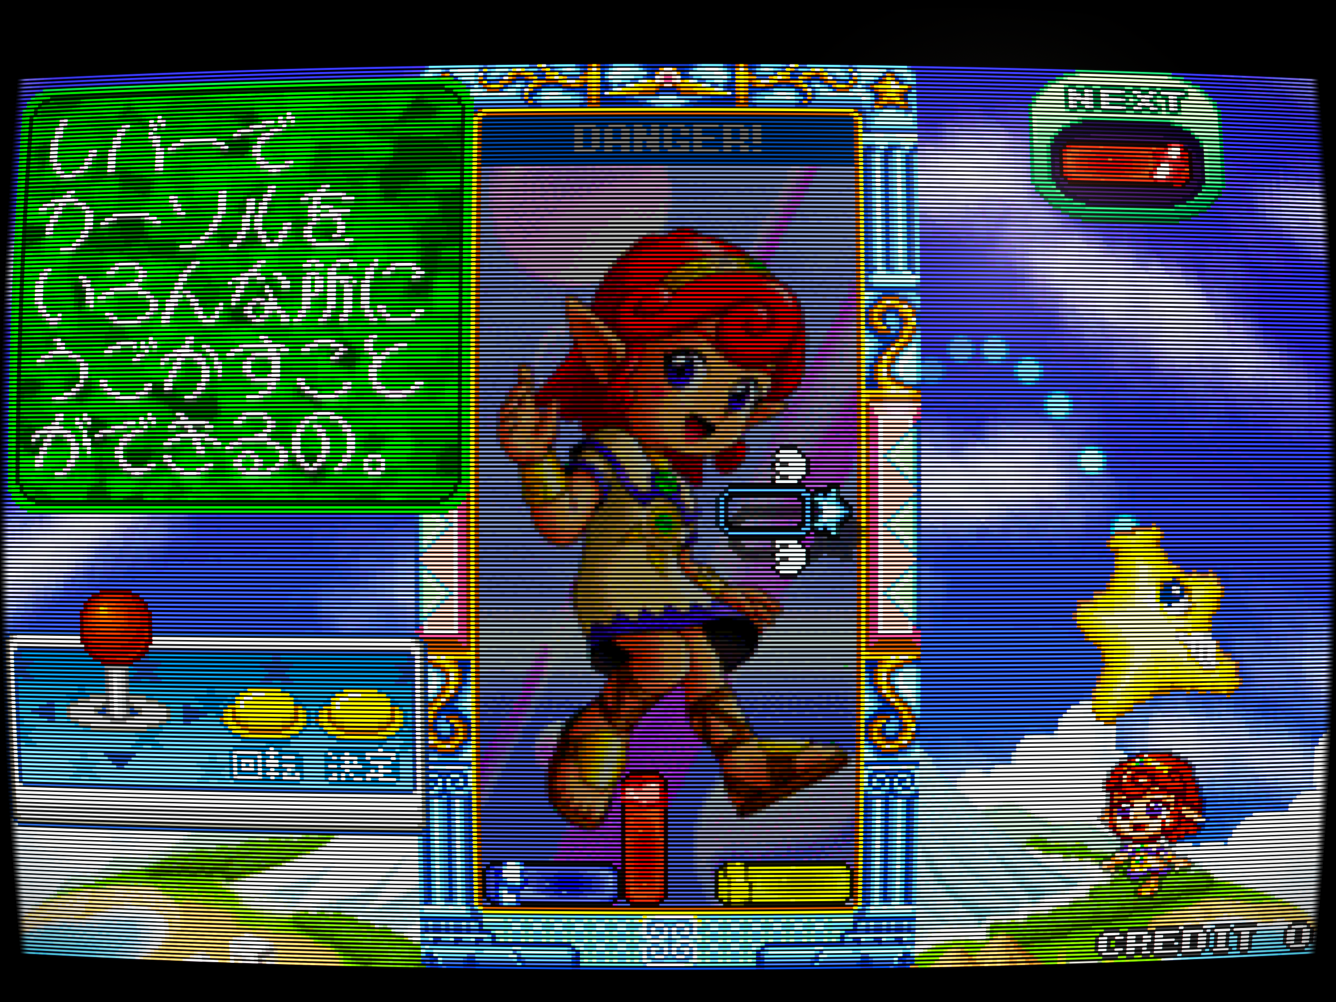 レバーで
カーソルを
いろんな所に
うごかすこと
ができるの。
DANGER!
NEXT
回転 決定
CREDIT 0